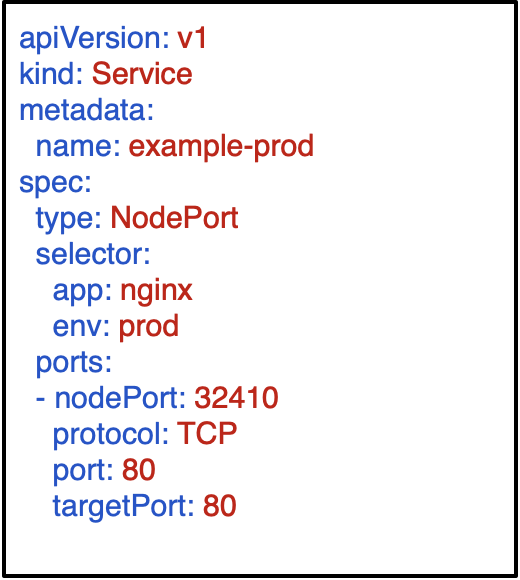 apiVersion: v1
kind: Service
metadata:
  name: example-prod
spec:
  type: NodePort
  selector:
    app: nginx
    env: prod
  ports:
  - nodePort: 32410
    protocol: TCP
    port: 80
    targetPort: 80